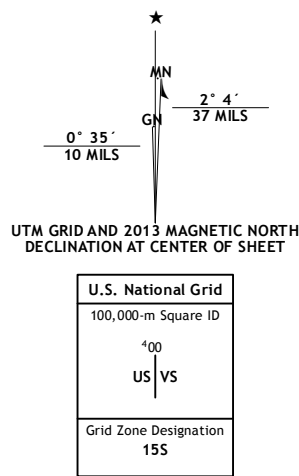 ★
MN
2° 4´
37 MILS
GN
0° 35´
10 MILS
UTM GRID AND 2013 MAGNETIC NORTH
DECLINATION AT CENTER OF SHEET
U.S. National Grid
100,000-m Square ID
⁴00
US VS
Grid Zone Designation
15S